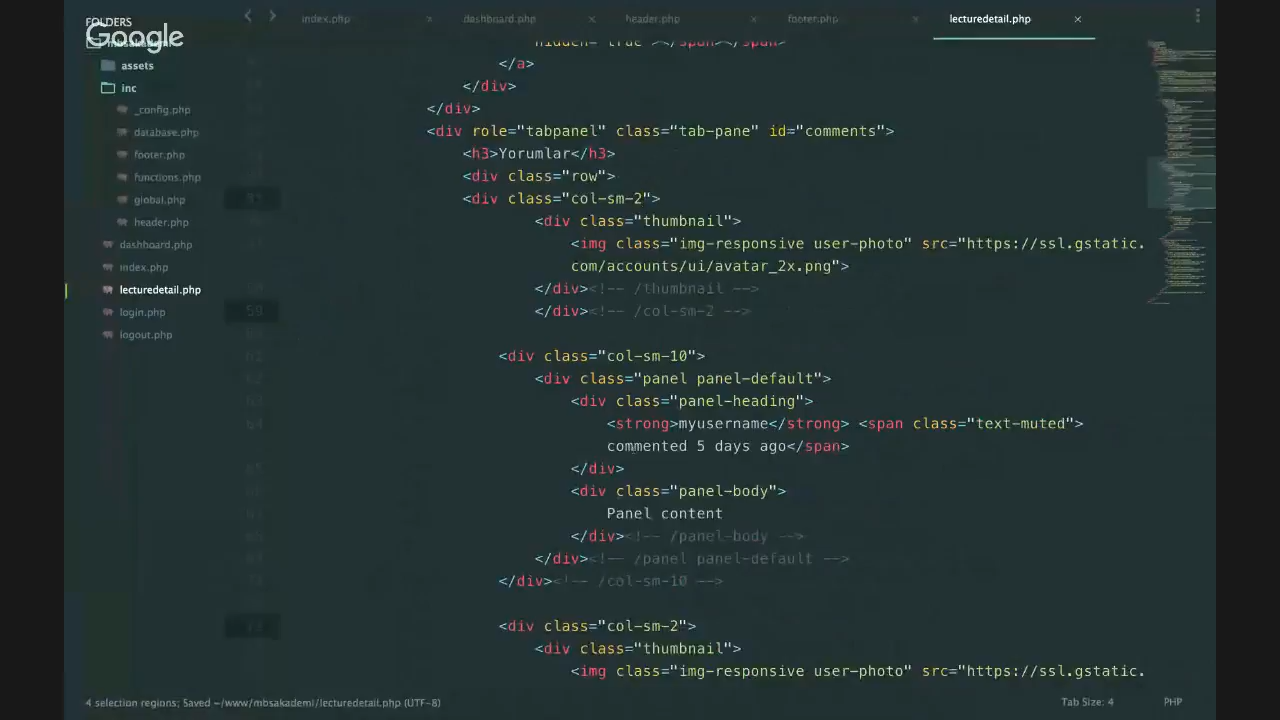 index.php × dashboard.php × header.php × footer.php × lecturedetail.php ×
FOLDERS
Google
mbsakademi
assets
inc
_config.php
database.php
footer.php
functions.php
global.php
header.php
dashboard.php
index.php
lecturedetail.php
login.php
logout.php
hidden="true"></span></span>
</a>
</div>
</div>
<div role="tabpanel" class="tab-pane" id="comments">
<h3>Yorumlar</h3>
<div class="row">
<div class="col-sm-2">
<div class="thumbnail">
<img class="img-responsive user-photo" src="https://ssl.gstatic.
com/accounts/ui/avatar_2x.png">
</div><!-- /thumbnail -->
59 </div><!-- /col-sm-2 -->
<div class="col-sm-10">
<div class="panel panel-default">
<div class="panel-heading">
64 <strong>myusername</strong> <span class="text-muted">
commented 5 days ago</span>
</div>
<div class="panel-body">
Panel content
</div><!-- /panel-body -->
</div><!-- /panel panel-default -->
</div><!-- /col-sm-10 -->
<div class="col-sm-2">
<div class="thumbnail">
<img class="img-responsive user-photo" src="https://ssl.gstatic.
4 selection regions; Saved ~/www/mbsakademi/lecturedetail.php (UTF-8)
Tab Size: 4 PHP